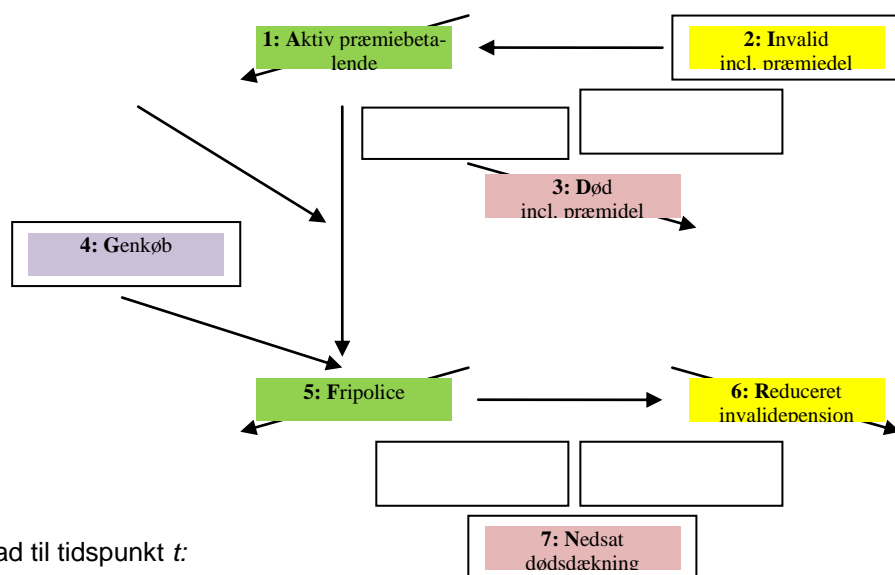 1: Aktiv præmiebeta-
lende
2: Invalid
incl. præmiedel
3: Død
incl. præmidel
4: Genkøb
5: Fripolice
6: Reduceret
invalidepension
7: Nedsat
dødsdækning
ad til tidspunkt t: